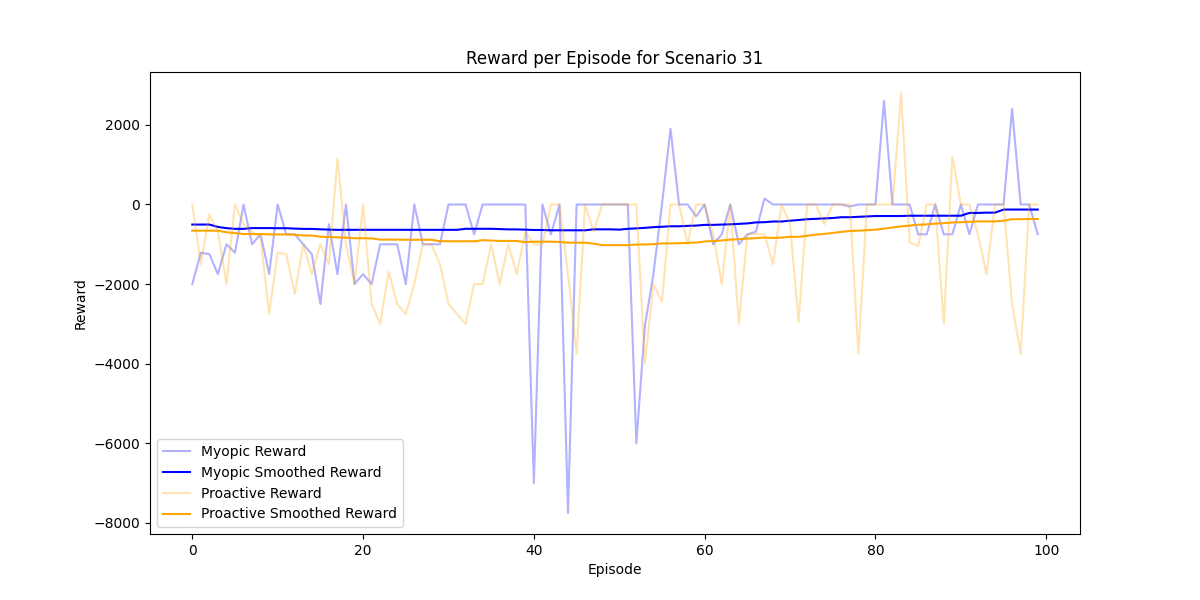 Reward per Episode for Scenario 31
2000
0
−2000
−4000
−6000
−8000
Reward
Myopic Reward
Myopic Smoothed Reward
Proactive Reward
Proactive Smoothed Reward
0 20 40 60 80 100
Episode